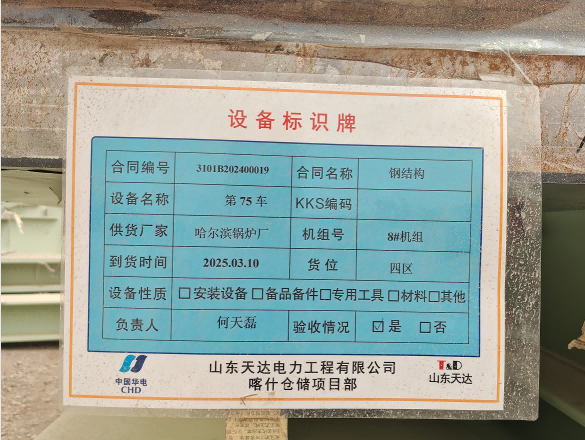 设备标识牌
合同编号 3101B202400019 合同名称 钢结构
设备名称 第 75 车 KKS编码
供货厂家 哈尔滨锅炉厂 机组号 8#机组
到货时间 2025.03.10 货 位 四区
设备性质 □安装设备 □备品备件□专用工具 □材料□其他
负责人 何天磊 验收情况 ☑是 □否
山东天达电力工程有限公司
喀什仓储项目部
中国华电
CHD
T&D
山东天达